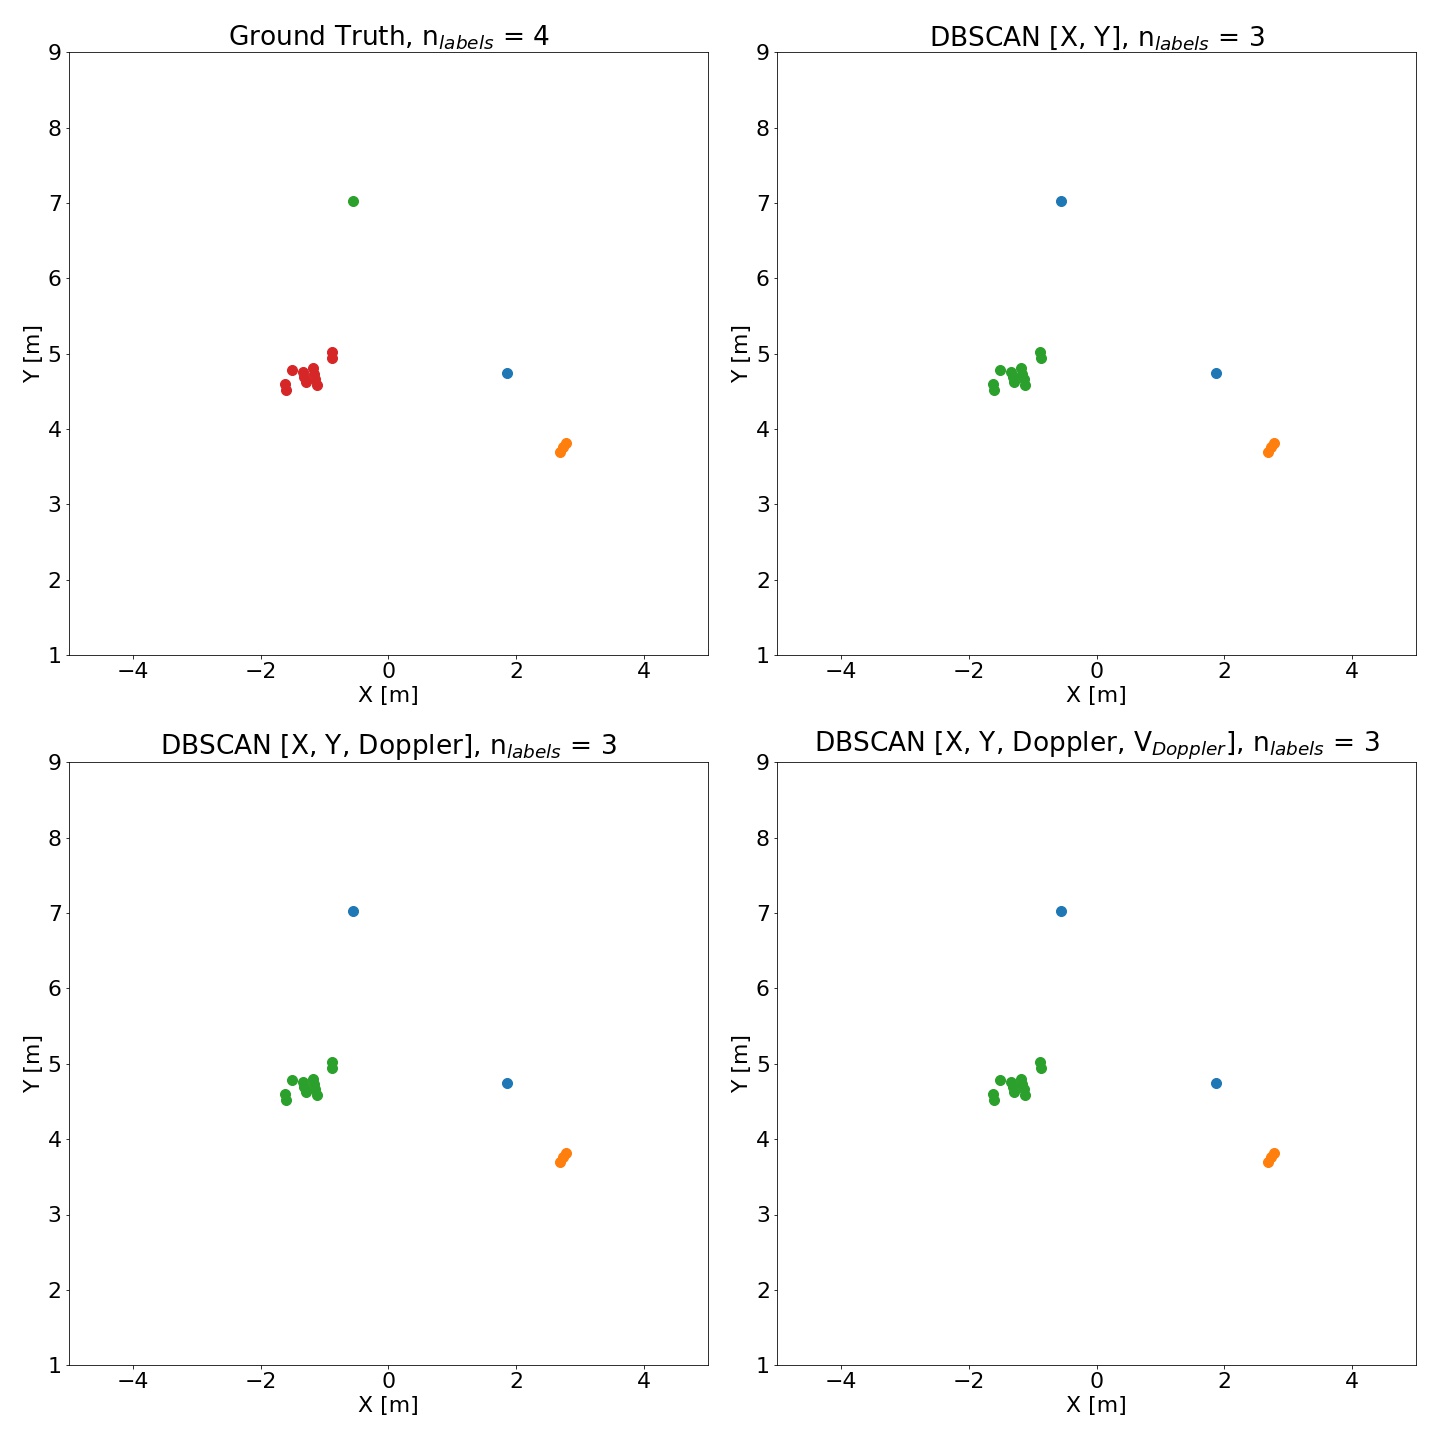 Ground Truth, n_labels = 4
9
8
7
6
5
4
3
2
1
Y [m]
−4 −2 0 2 4
X [m]
DBSCAN [X, Y], n_labels = 3
9
8
7
6
5
4
3
2
1
Y [m]
−4 −2 0 2 4
X [m]
DBSCAN [X, Y, Doppler], n_labels = 3
9
8
7
6
5
4
3
2
1
Y [m]
−4 −2 0 2 4
X [m]
DBSCAN [X, Y, Doppler, V_Doppler], n_labels = 3
9
8
7
6
5
4
3
2
1
Y [m]
−4 −2 0 2 4
X [m]